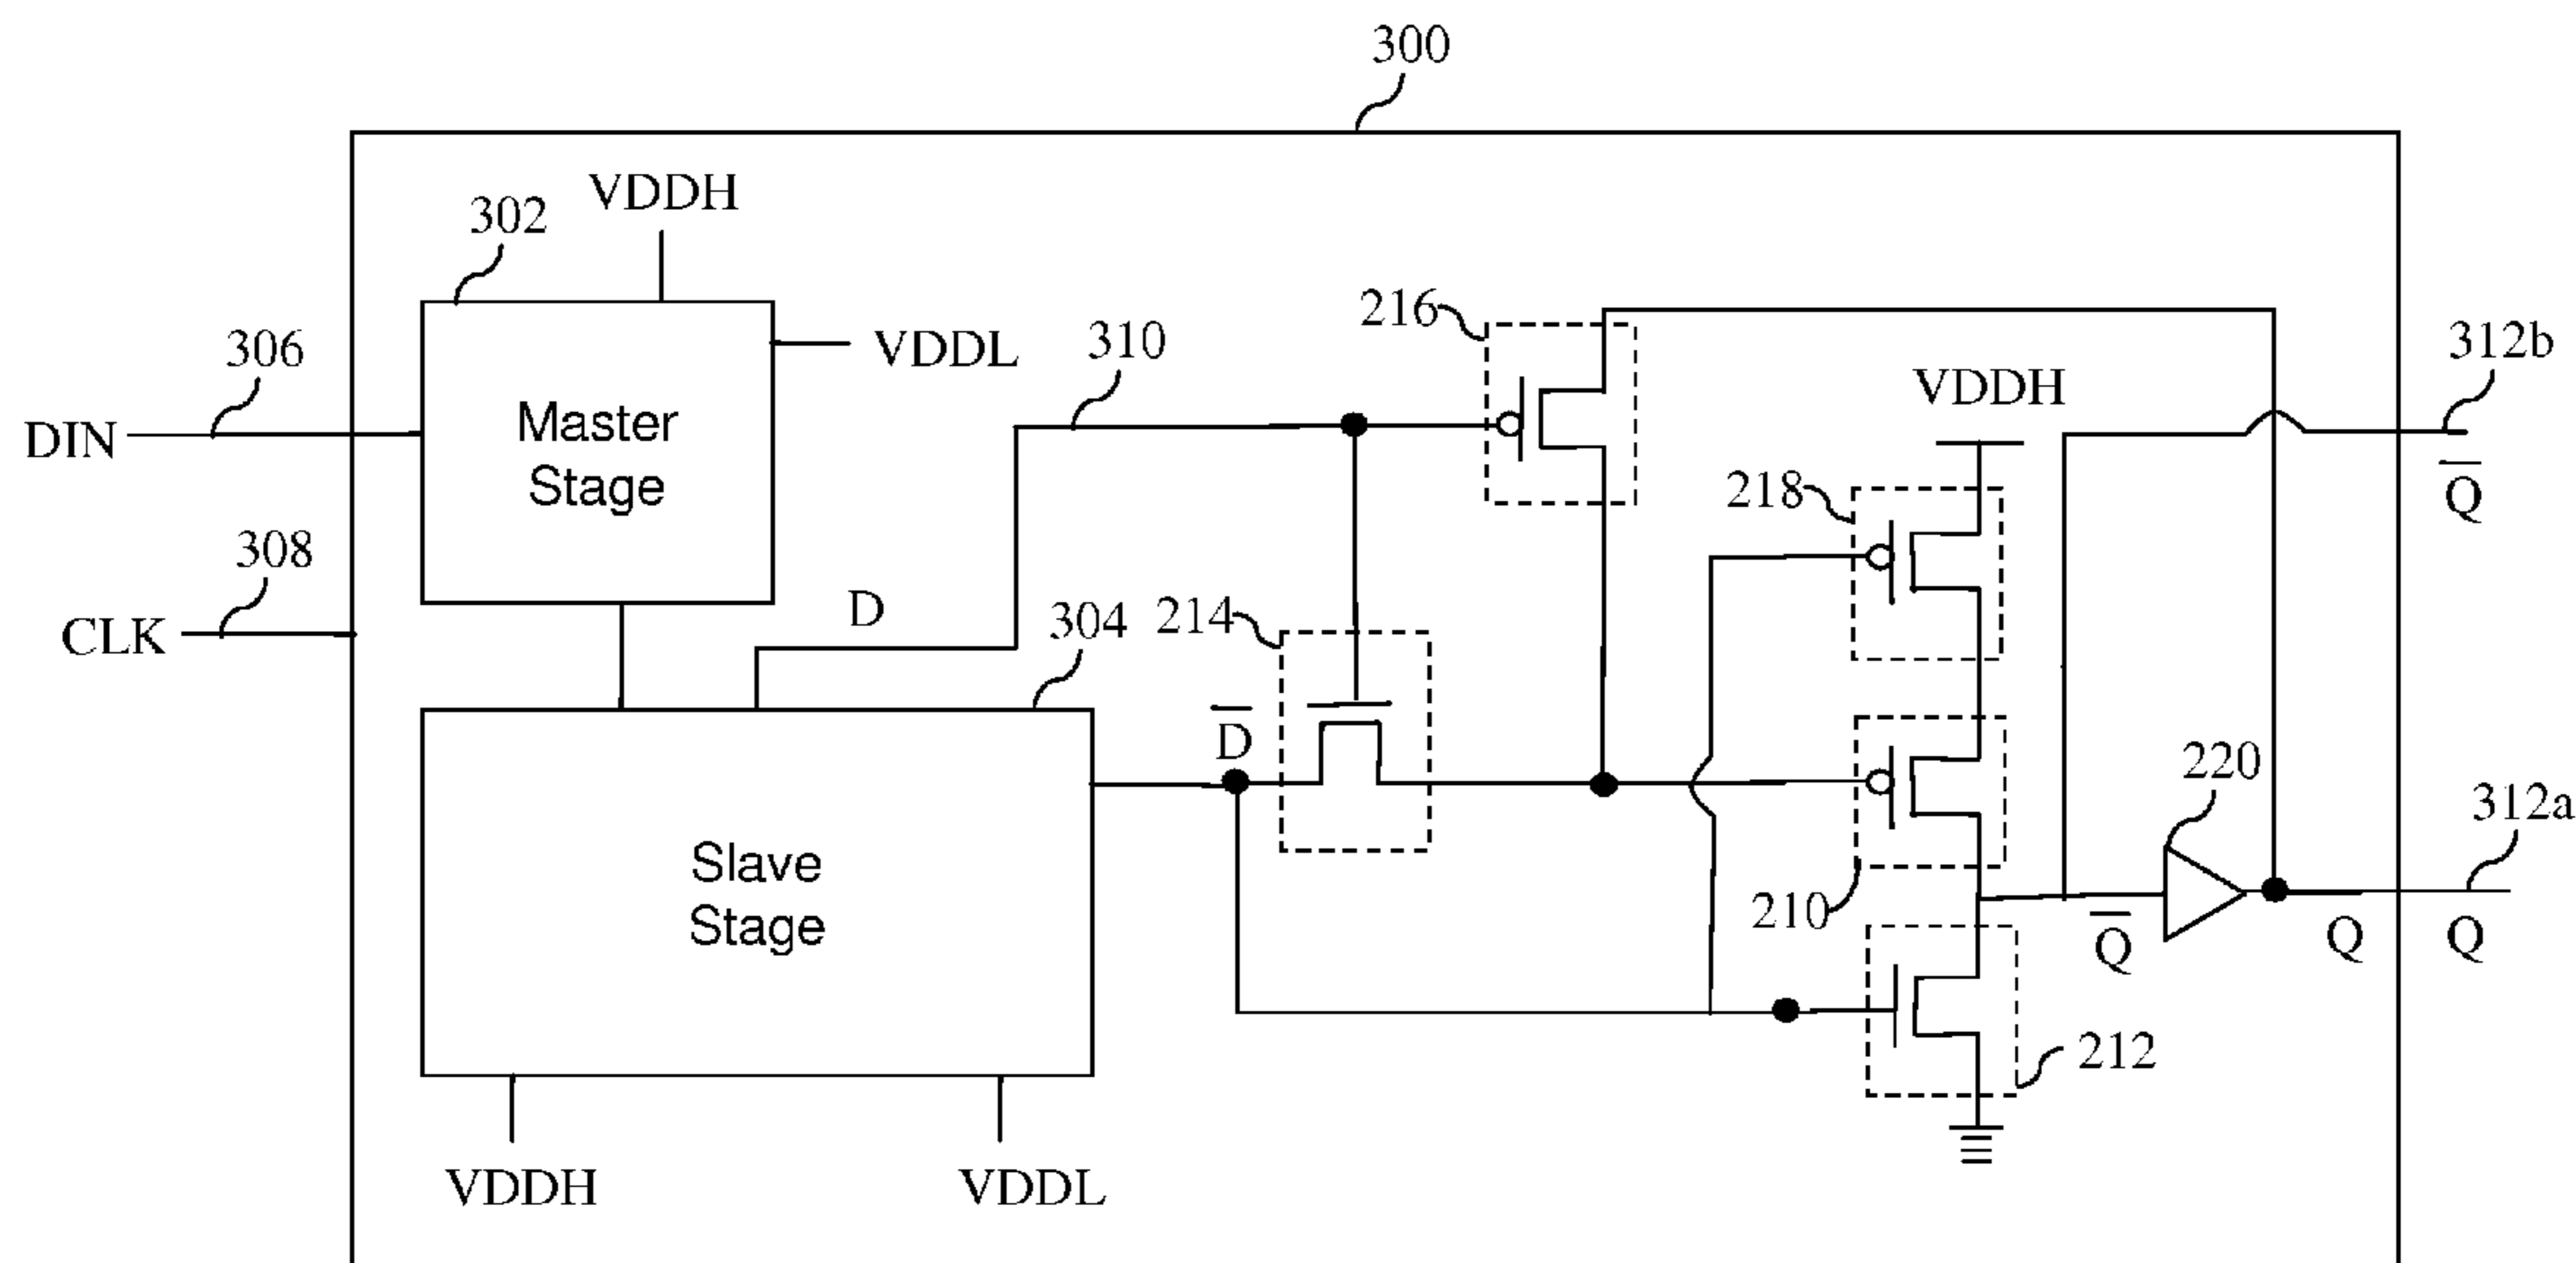 300
VDDH
302
VDDL
306
310
216
312b
DIN
Master
Stage
VDDH
218
Q̅
308
CLK
D
304
214
D̅
220
312a
210
Slave
Stage
Q̅
Q
Q
212
VDDH
VDDL